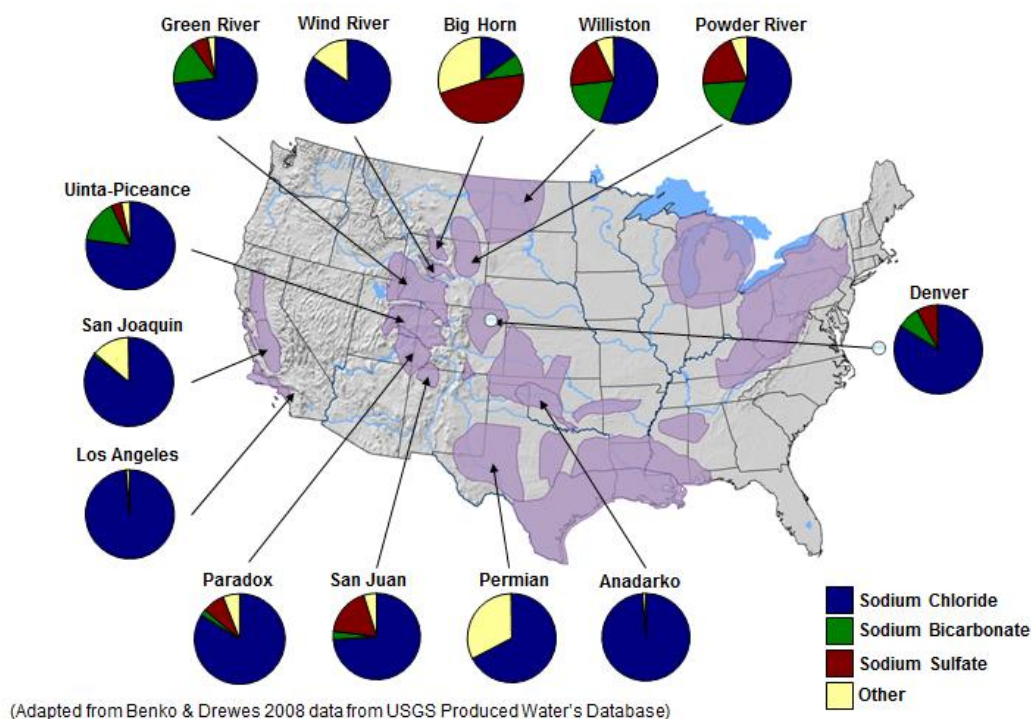 Green River
Wind River
Big Horn
Williston
Powder River
Uinta-Piceance
Denver
San Joaquin
Los Angeles
Paradox
San Juan
Permian
Anadarko
Sodium Chloride
Sodium Bicarbonate
Sodium Sulfate
Other
(Adapted from Benko & Drewes 2008 data from USGS Produced Water's Database)